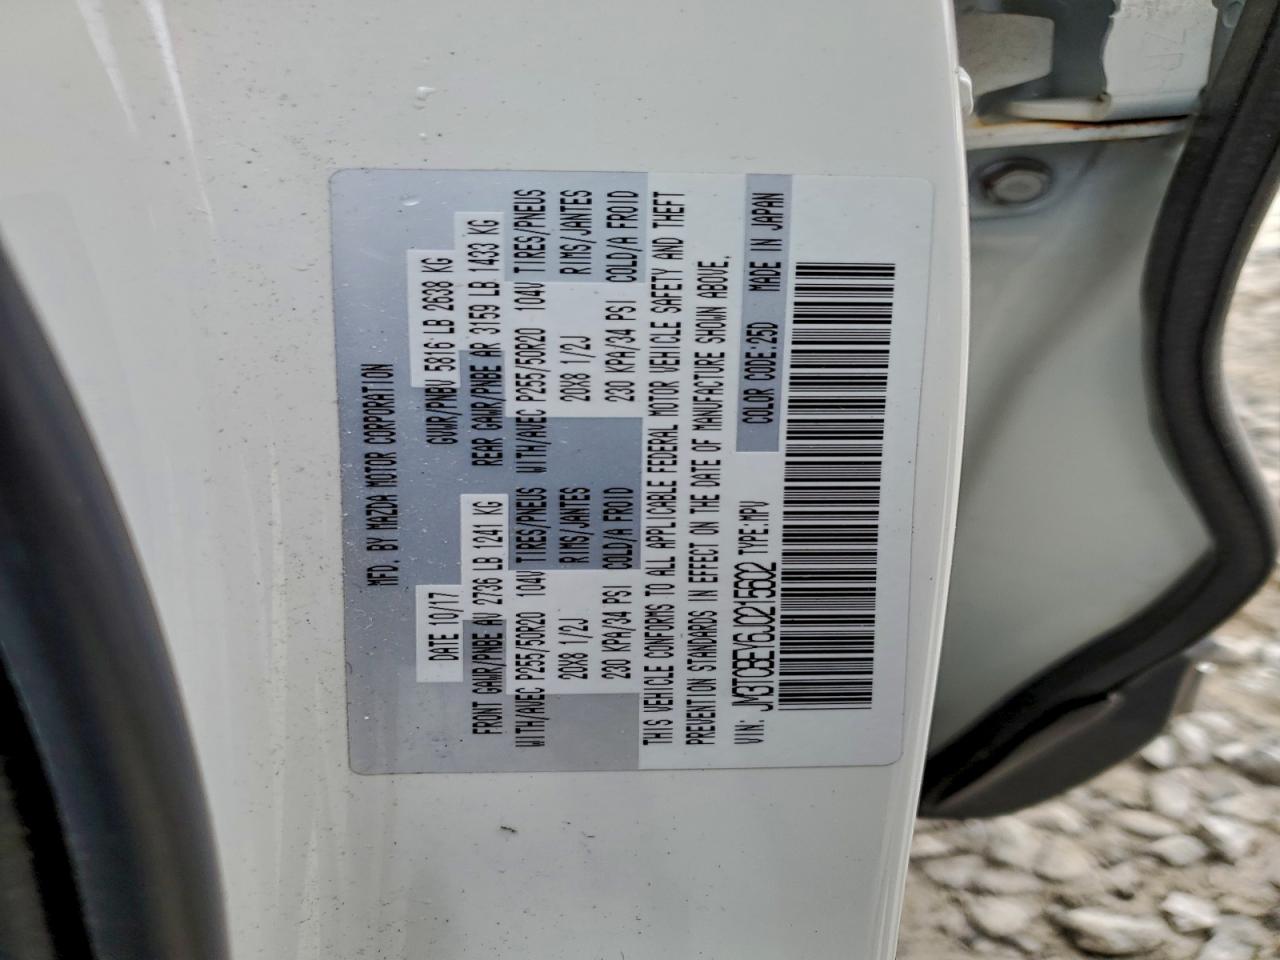 MFD. BY MAZDA MOTOR CORPORATION
DATE 10/17 GVWR/PNBV 5816 LB 2638 KG
FRONT GAWR/PNBE AV 2736 LB 1241 KG REAR GAWR/PNBE AR 3159 LB 1433 KG
WITH/AVEC P255/50R20 104V TIRES/PNEUS WITH/AVEC P255/50R20 104V TIRES/PNEUS
20X8 1/2J RIMS/JANTES 20X8 1/2J RIMS/JANTES
230 KPA/34 PSI COLD/A FROID 230 KPA/34 PSI COLD/A FROID
THIS VEHICLE CONFORMS TO ALL APPLICABLE FEDERAL MOTOR VEHICLE SAFETY AND THEFT
PREVENTION STANDARDS IN EFFECT ON THE DATE OF MANUFACTURE SHOWN ABOVE.
VIN: JM3TCBEY6J0215602 TYPE:MPV COLOR CODE:25D MADE IN JAPAN